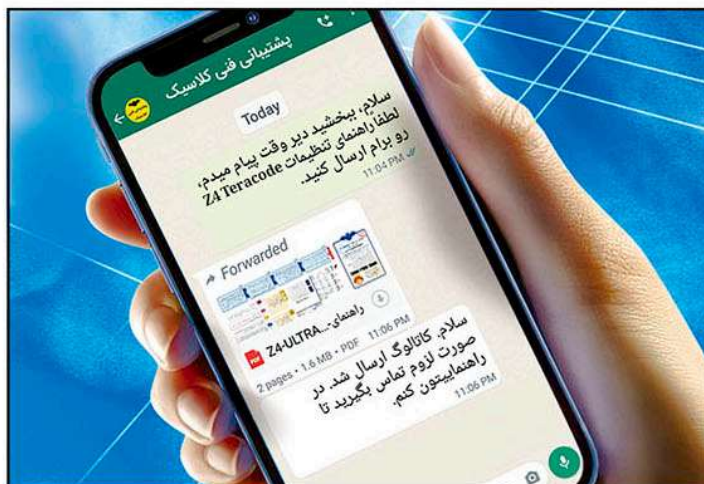 پشتیبانی فنی کلاسیک
Today
سلام، ببخشید دیر وقت پیام میدم،
لطفا راهنمای تنظیمات Z4 Teracode
رو برام ارسال کنید.
11:04 PM
Forwarded
راهنمای-...Z4-ULTRA
PDF
2 pages • 1.6 MB • PDF 11:06 PM
سلام. کاتالوگ ارسال شد. در
صورت لزوم تماس بگیرید تا
راهنماییتون کنم.
11:06 PM